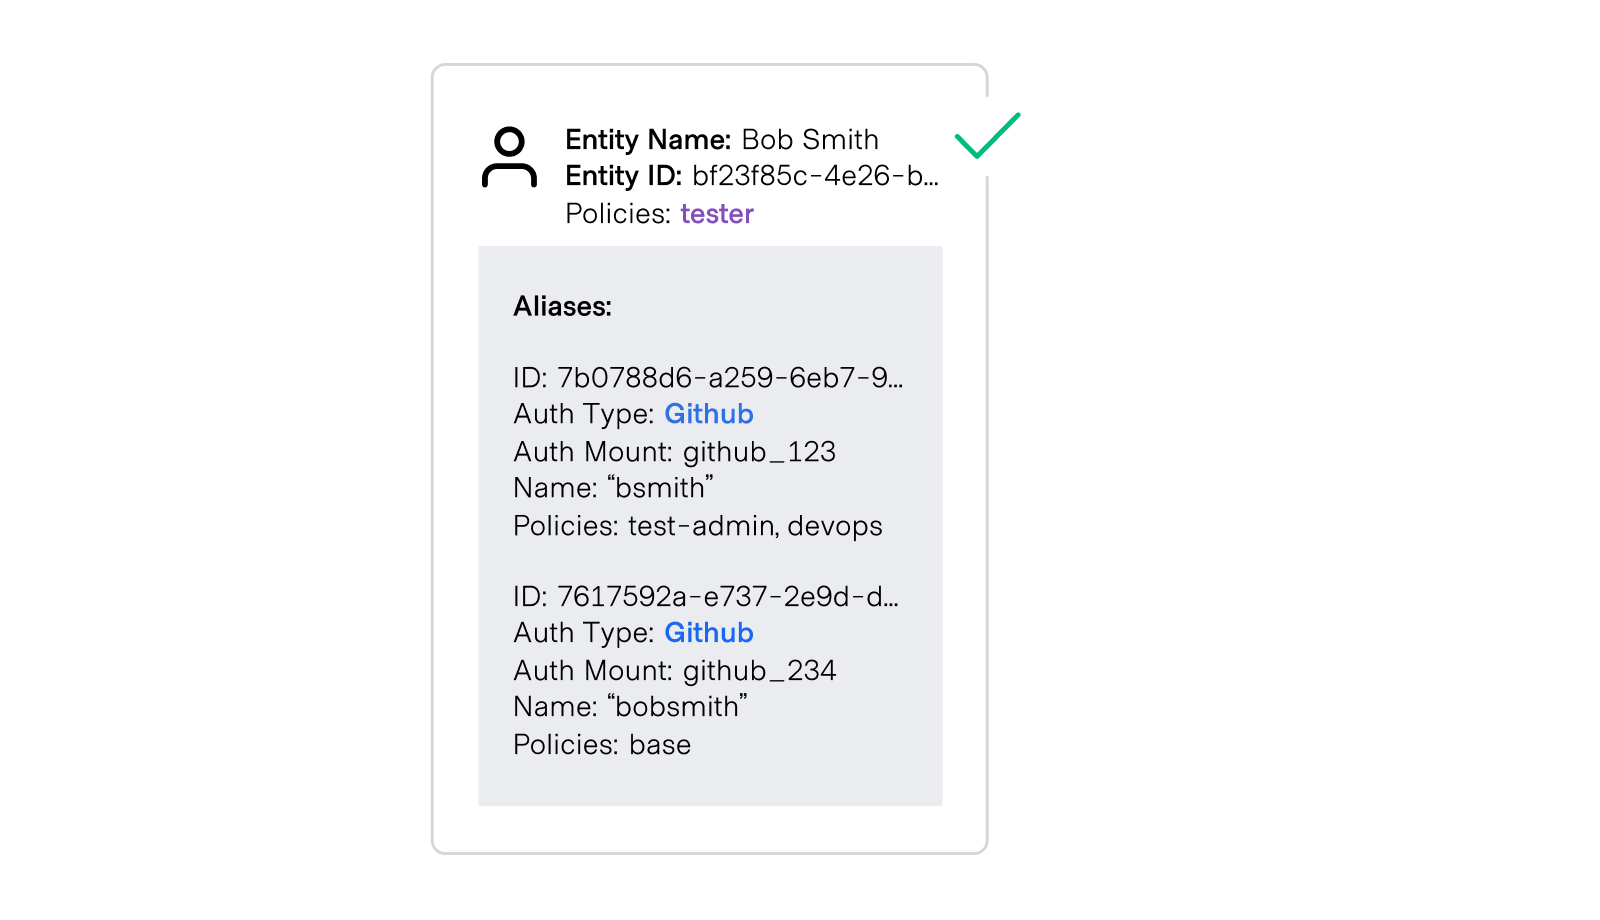 Entity Name: Bob Smith
Entity ID: bf23f85c-4e26-b...
Policies: tester
Aliases:
ID: 7b0788d6-a259-6eb7-9...
Auth Type: Github
Auth Mount: github_123
Name: “bsmith”
Policies: test-admin, devops
ID: 7617592a-e737-2e9d-d...
Auth Type: Github
Auth Mount: github_234
Name: “bobsmith”
Policies: base